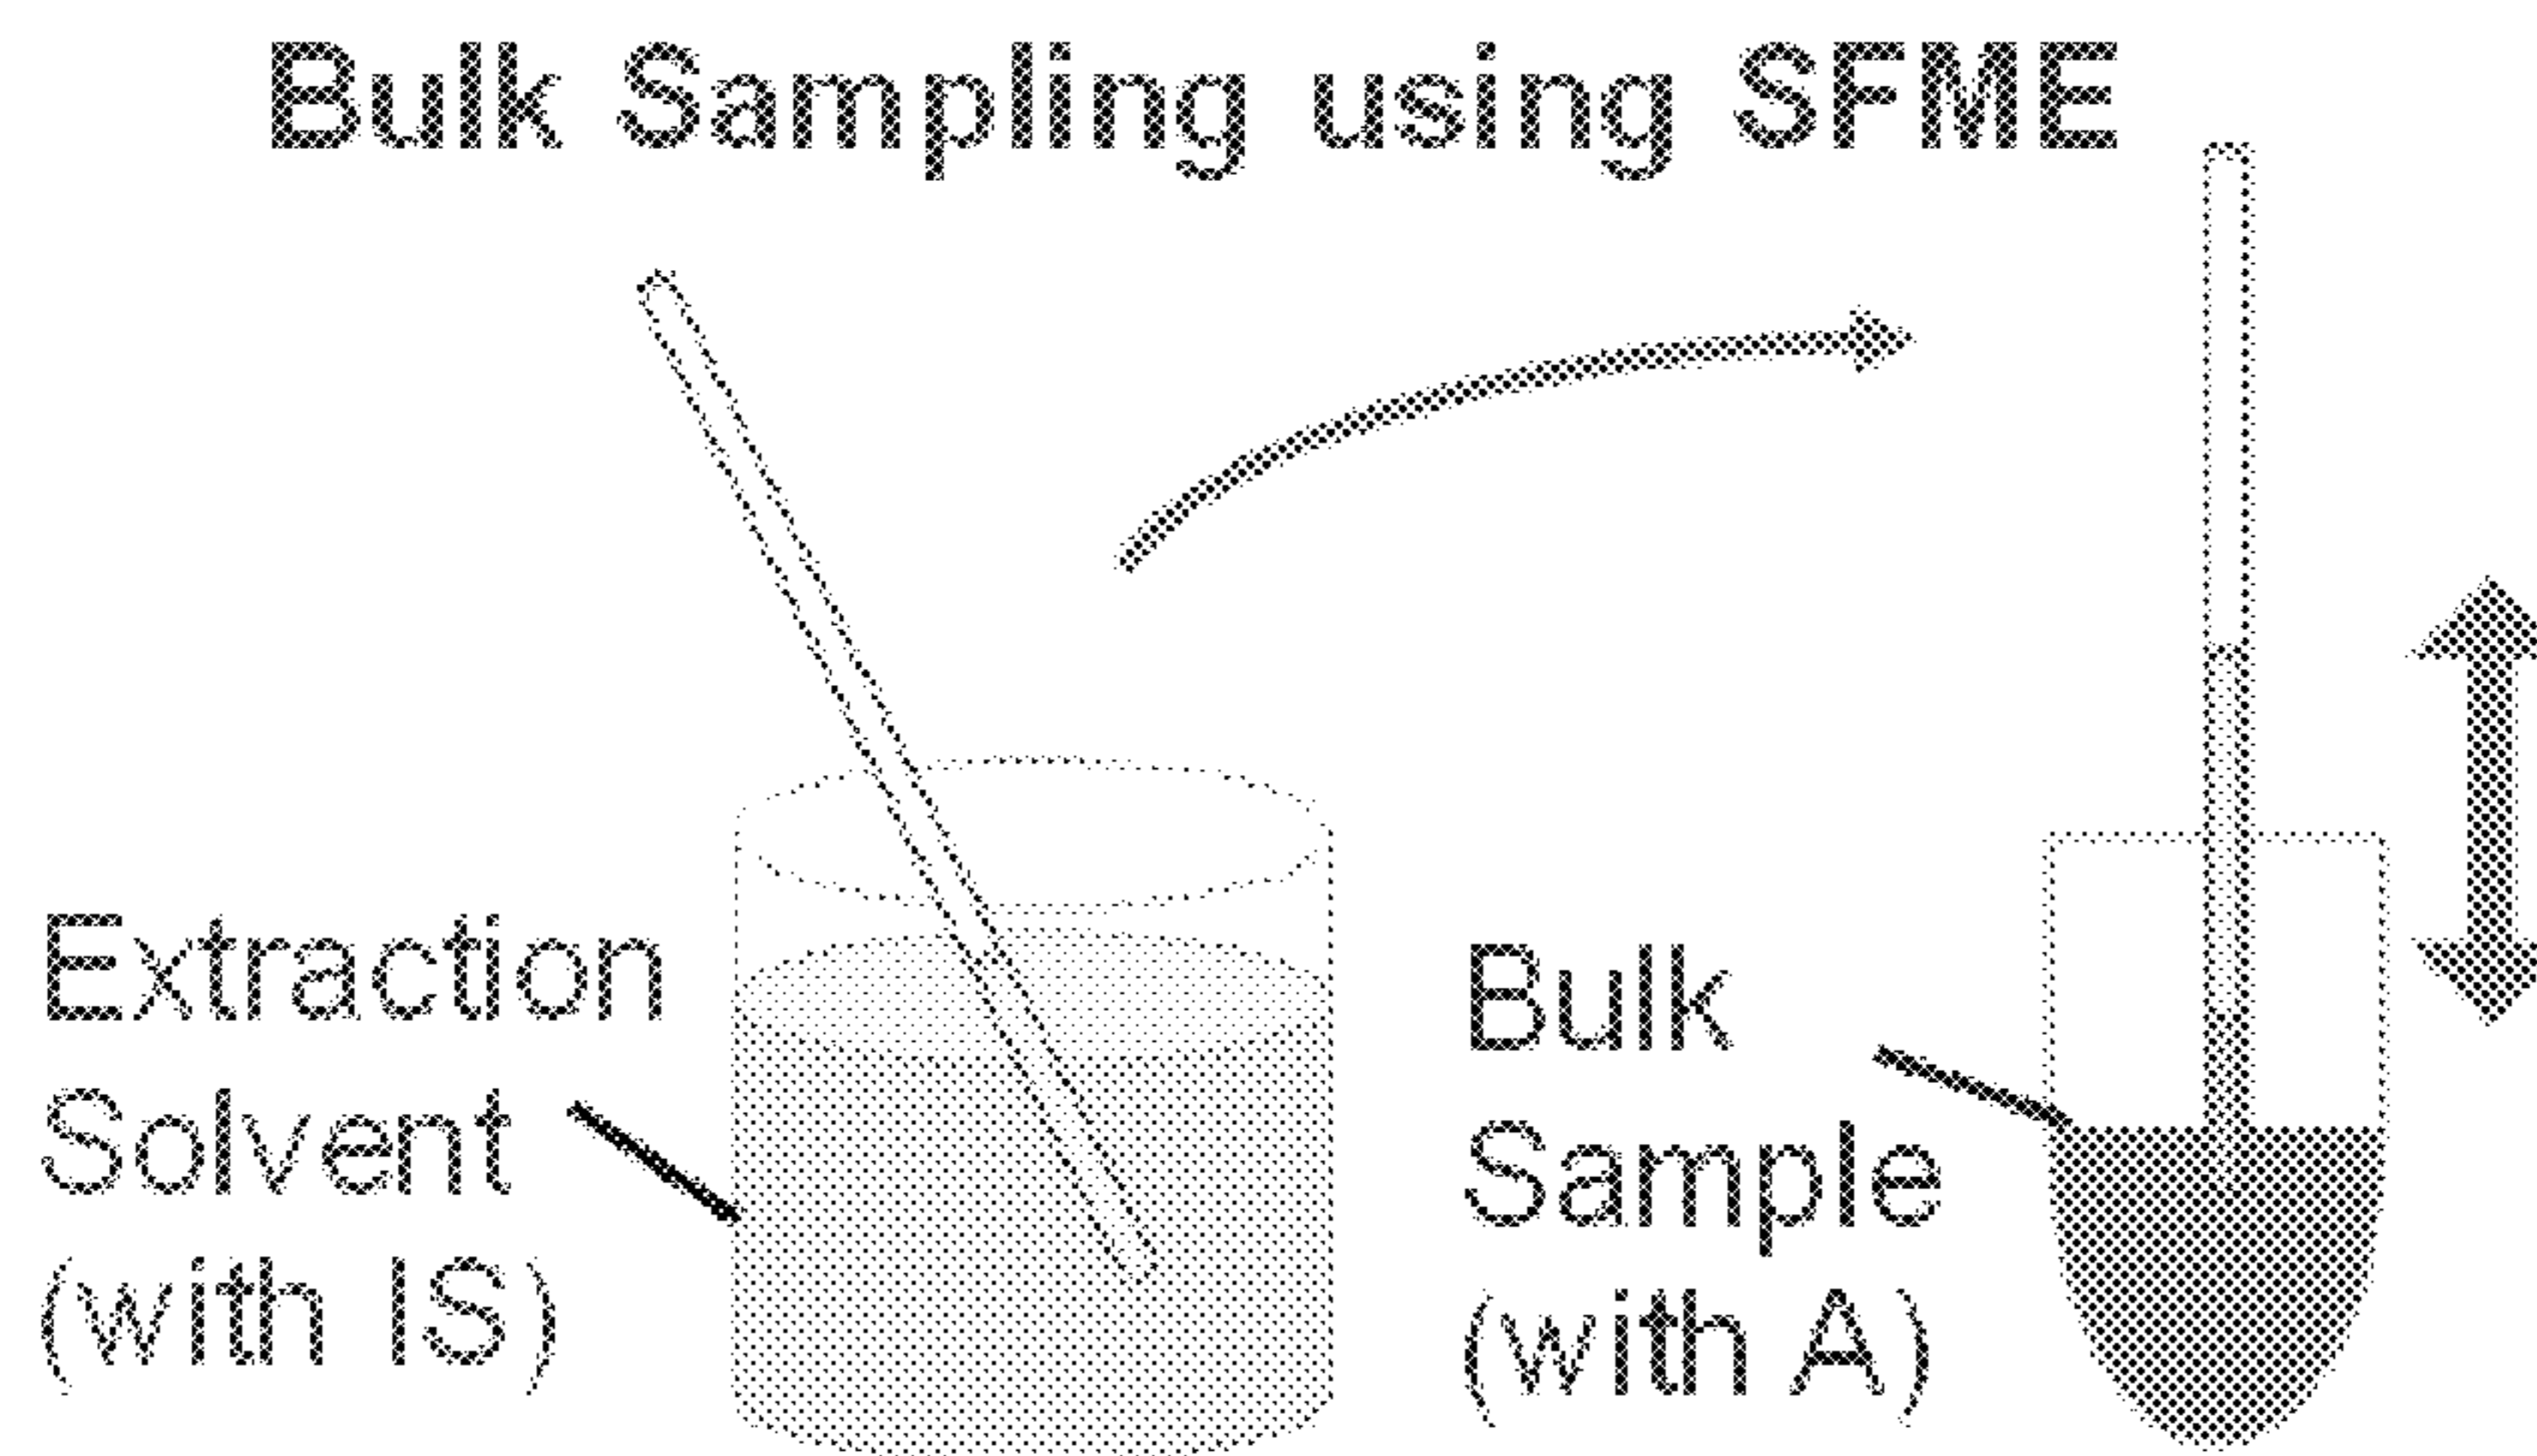 Bulk Sampling using SFME
Extraction
Solvent
(with IS)
Bulk
Sample
(with A)